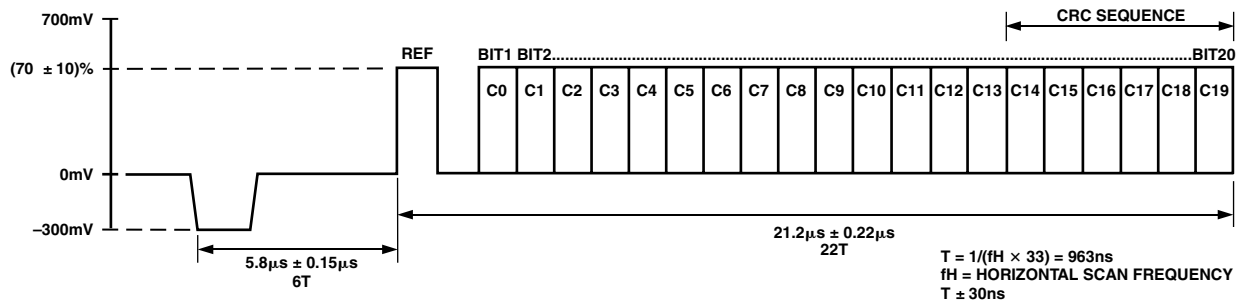 700mV
CRC SEQUENCE
REF
BIT1 BIT2......................................................................BIT20
(70 ± 10)%
C0 C1 C2 C3 C4 C5 C6 C7 C8 C9 C10 C11 C12 C13 C14 C15 C16 C17 C18 C19
0mV
–300mV
21.2µs ± 0.22µs
22T
5.8µs ± 0.15µs
6T
T = 1/(fH × 33) = 963ns
fH = HORIZONTAL SCAN FREQUENCY
T ± 30ns